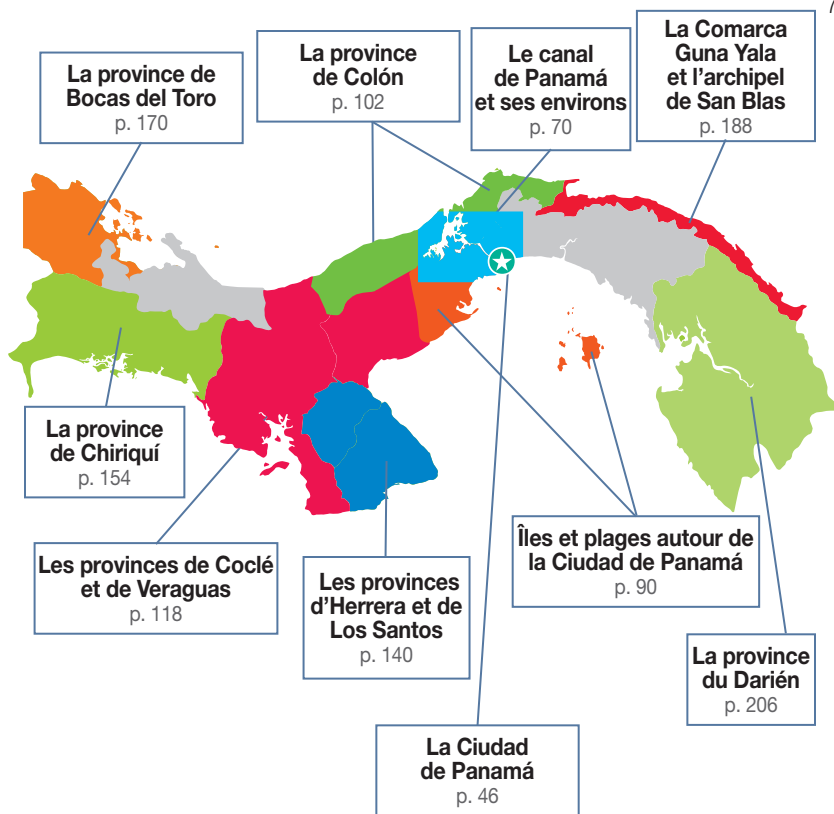 La province de
Bocas del Toro
p. 170
La province
de Colón
p. 102
Le canal
de Panamá
et ses environs
p. 70
La Comarca
Guna Yala
et l'archipel
de San Blas
p. 188
La province
de Chiriquí
p. 154
Les provinces de Coclé
et de Veraguas
p. 118
Les provinces
d'Herrera et de
Los Santos
p. 140
Îles et plages autour de
la Ciudad de Panamá
p. 90
La province
du Darién
p. 206
La Ciudad
de Panamá
p. 46